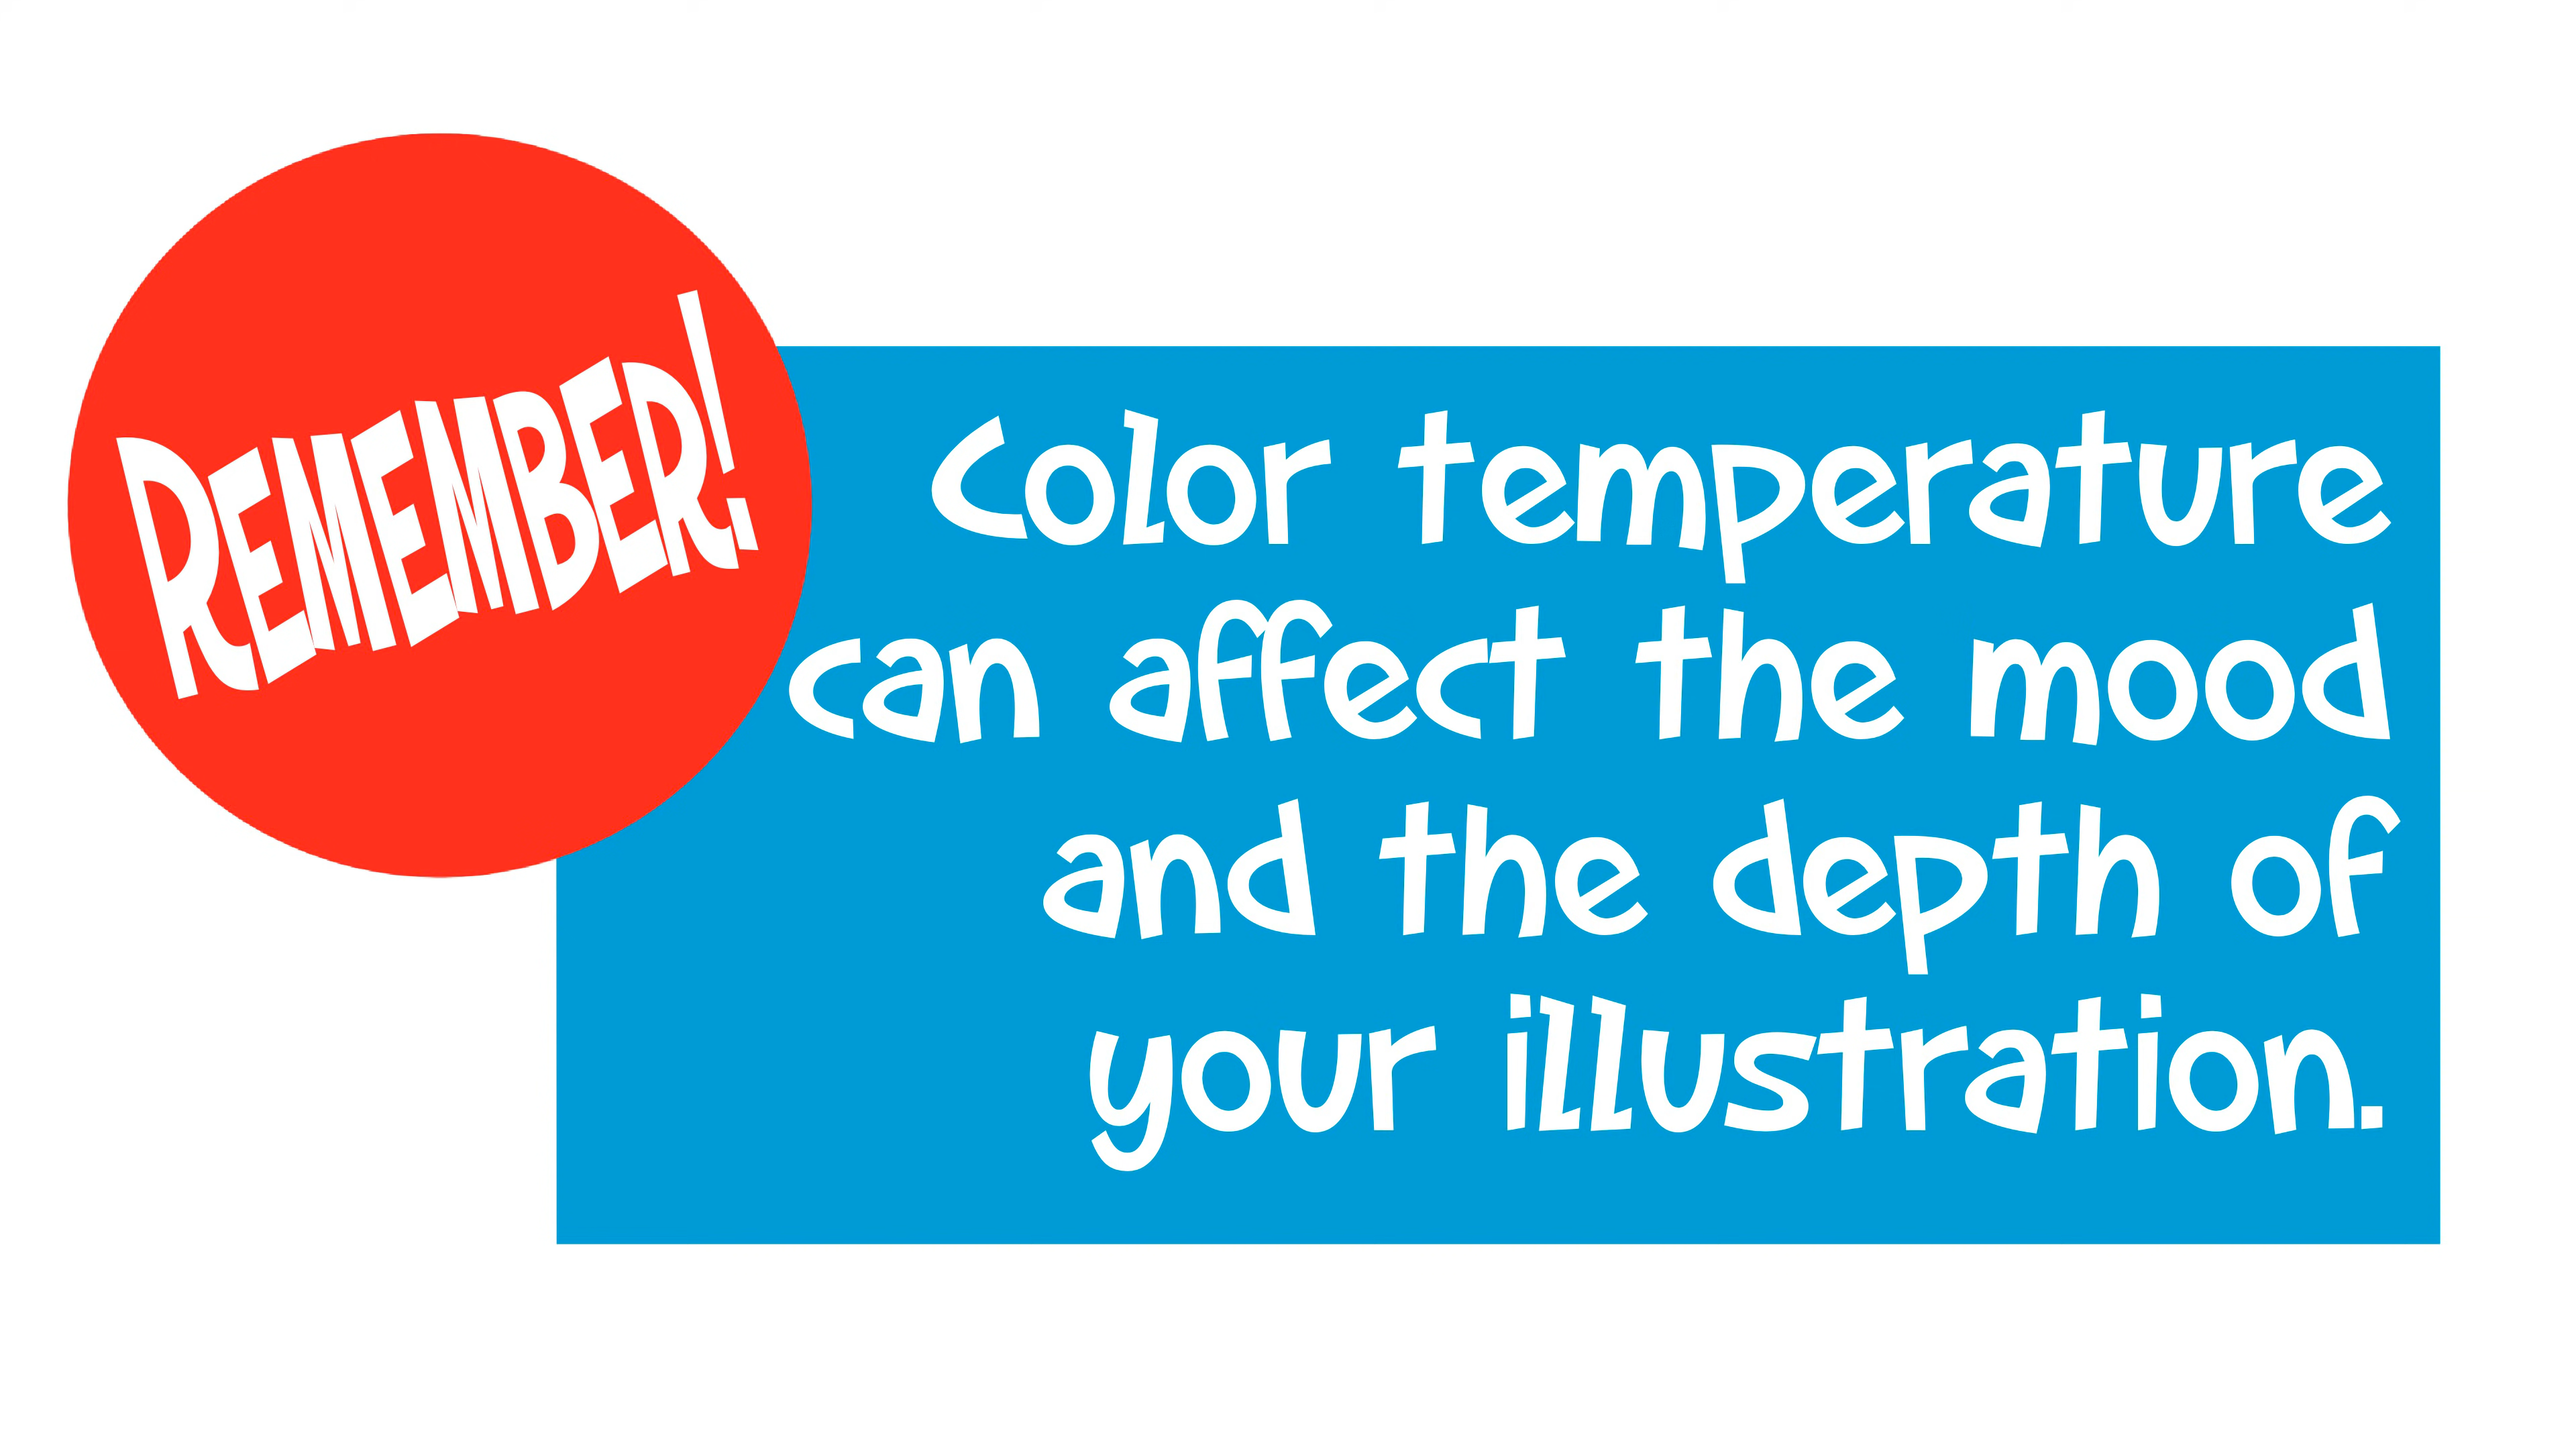 REMEMBER!
Color temperature
can affect the mood
and the depth of
your illustration.